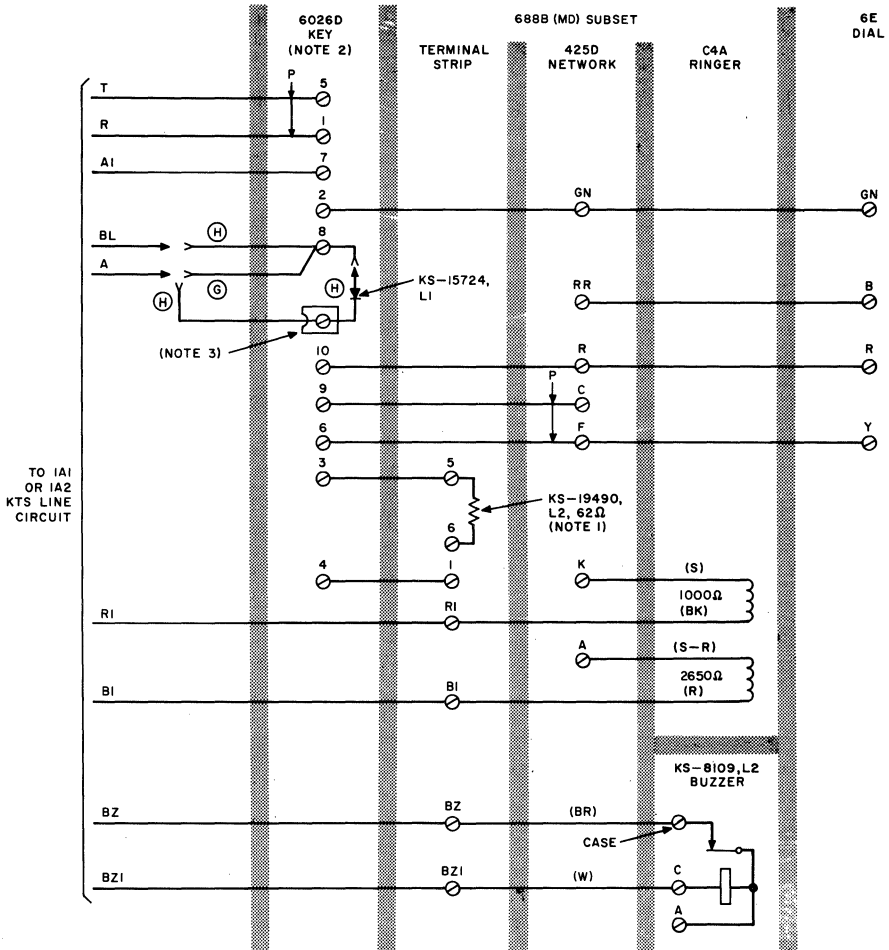 6026D
KEY
(NOTE 2)
688B (MD) SUBSET
6E
DIAL
TERMINAL
STRIP
425D
NETWORK
C4A
RINGER
P
T
5
R
1
A1
7
2
GN
GN
BL
H
8
A
G
H
H
KS-15724,
L1
RR
B
(NOTE 3)
10
R
R
P
9
C
6
F
Y
3
5
TO 1A1
OR 1A2
KTS LINE
CIRCUIT
KS-19490,
L2, 62Ω
(NOTE 1)
6
4
1
K
(S)
1000Ω
(BK)
R1
R1
A
(S-R)
2650Ω
(R)
B1
B1
KS-8109,L2
BUZZER
BZ
BZ
(BR)
CASE
BZ1
BZ1
(W)
C
A